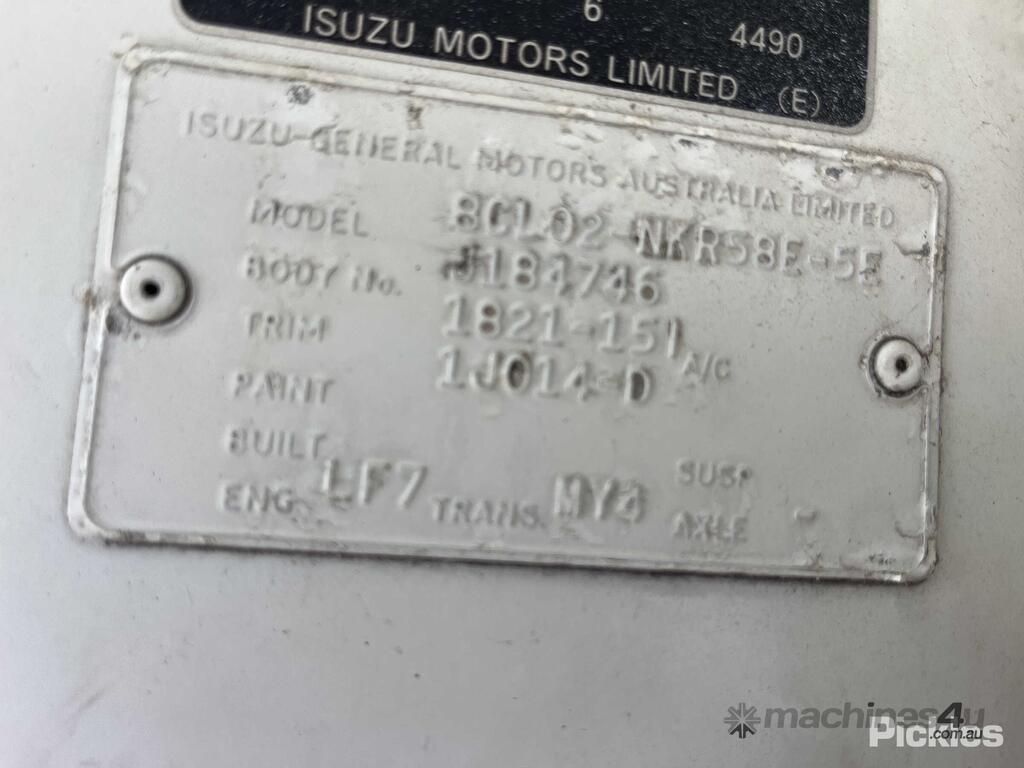 6
4490
ISUZU MOTORS LIMITED (E)
ISUZU-GENERAL MOTORS AUSTRALIA LIMITED
MODEL 8CL02-NKR58E-5E
BODY No. J184746
TRIM 1821-151
PAINT 1J014-D A/C
BUILT SUSP
ENG. LF7 TRANS. MY4 AXLE -
machines4u
.com.au
Pickles